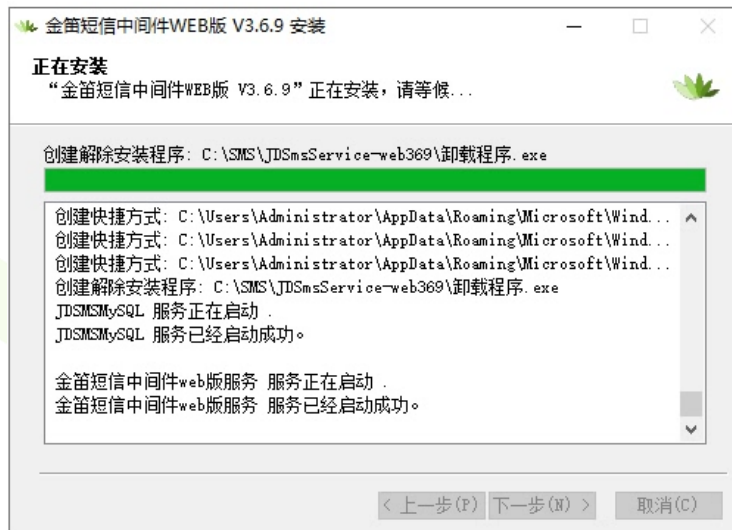 金笛短信中间件WEB版 V3.6.9 安装
正在安装
“金笛短信中间件WEB版 V3.6.9”正在安装，请等候...
创建解除安装程序: C:\SMS\JDSmsService-web369\卸载程序.exe
创建快捷方式: C:\Users\Administrator\AppData\Roaming\Microsoft\Wind...
创建快捷方式: C:\Users\Administrator\AppData\Roaming\Microsoft\Wind...
创建快捷方式: C:\Users\Administrator\AppData\Roaming\Microsoft\Wind...
创建解除安装程序: C:\SMS\JDSmsService-web369\卸载程序.exe
JDSMSMySQL 服务正在启动 .
JDSMSMySQL 服务已经启动成功。
金笛短信中间件web版服务 服务正在启动 .
金笛短信中间件web版服务 服务已经启动成功。
< 上一步(P) 下一步(N) > 取消(C)